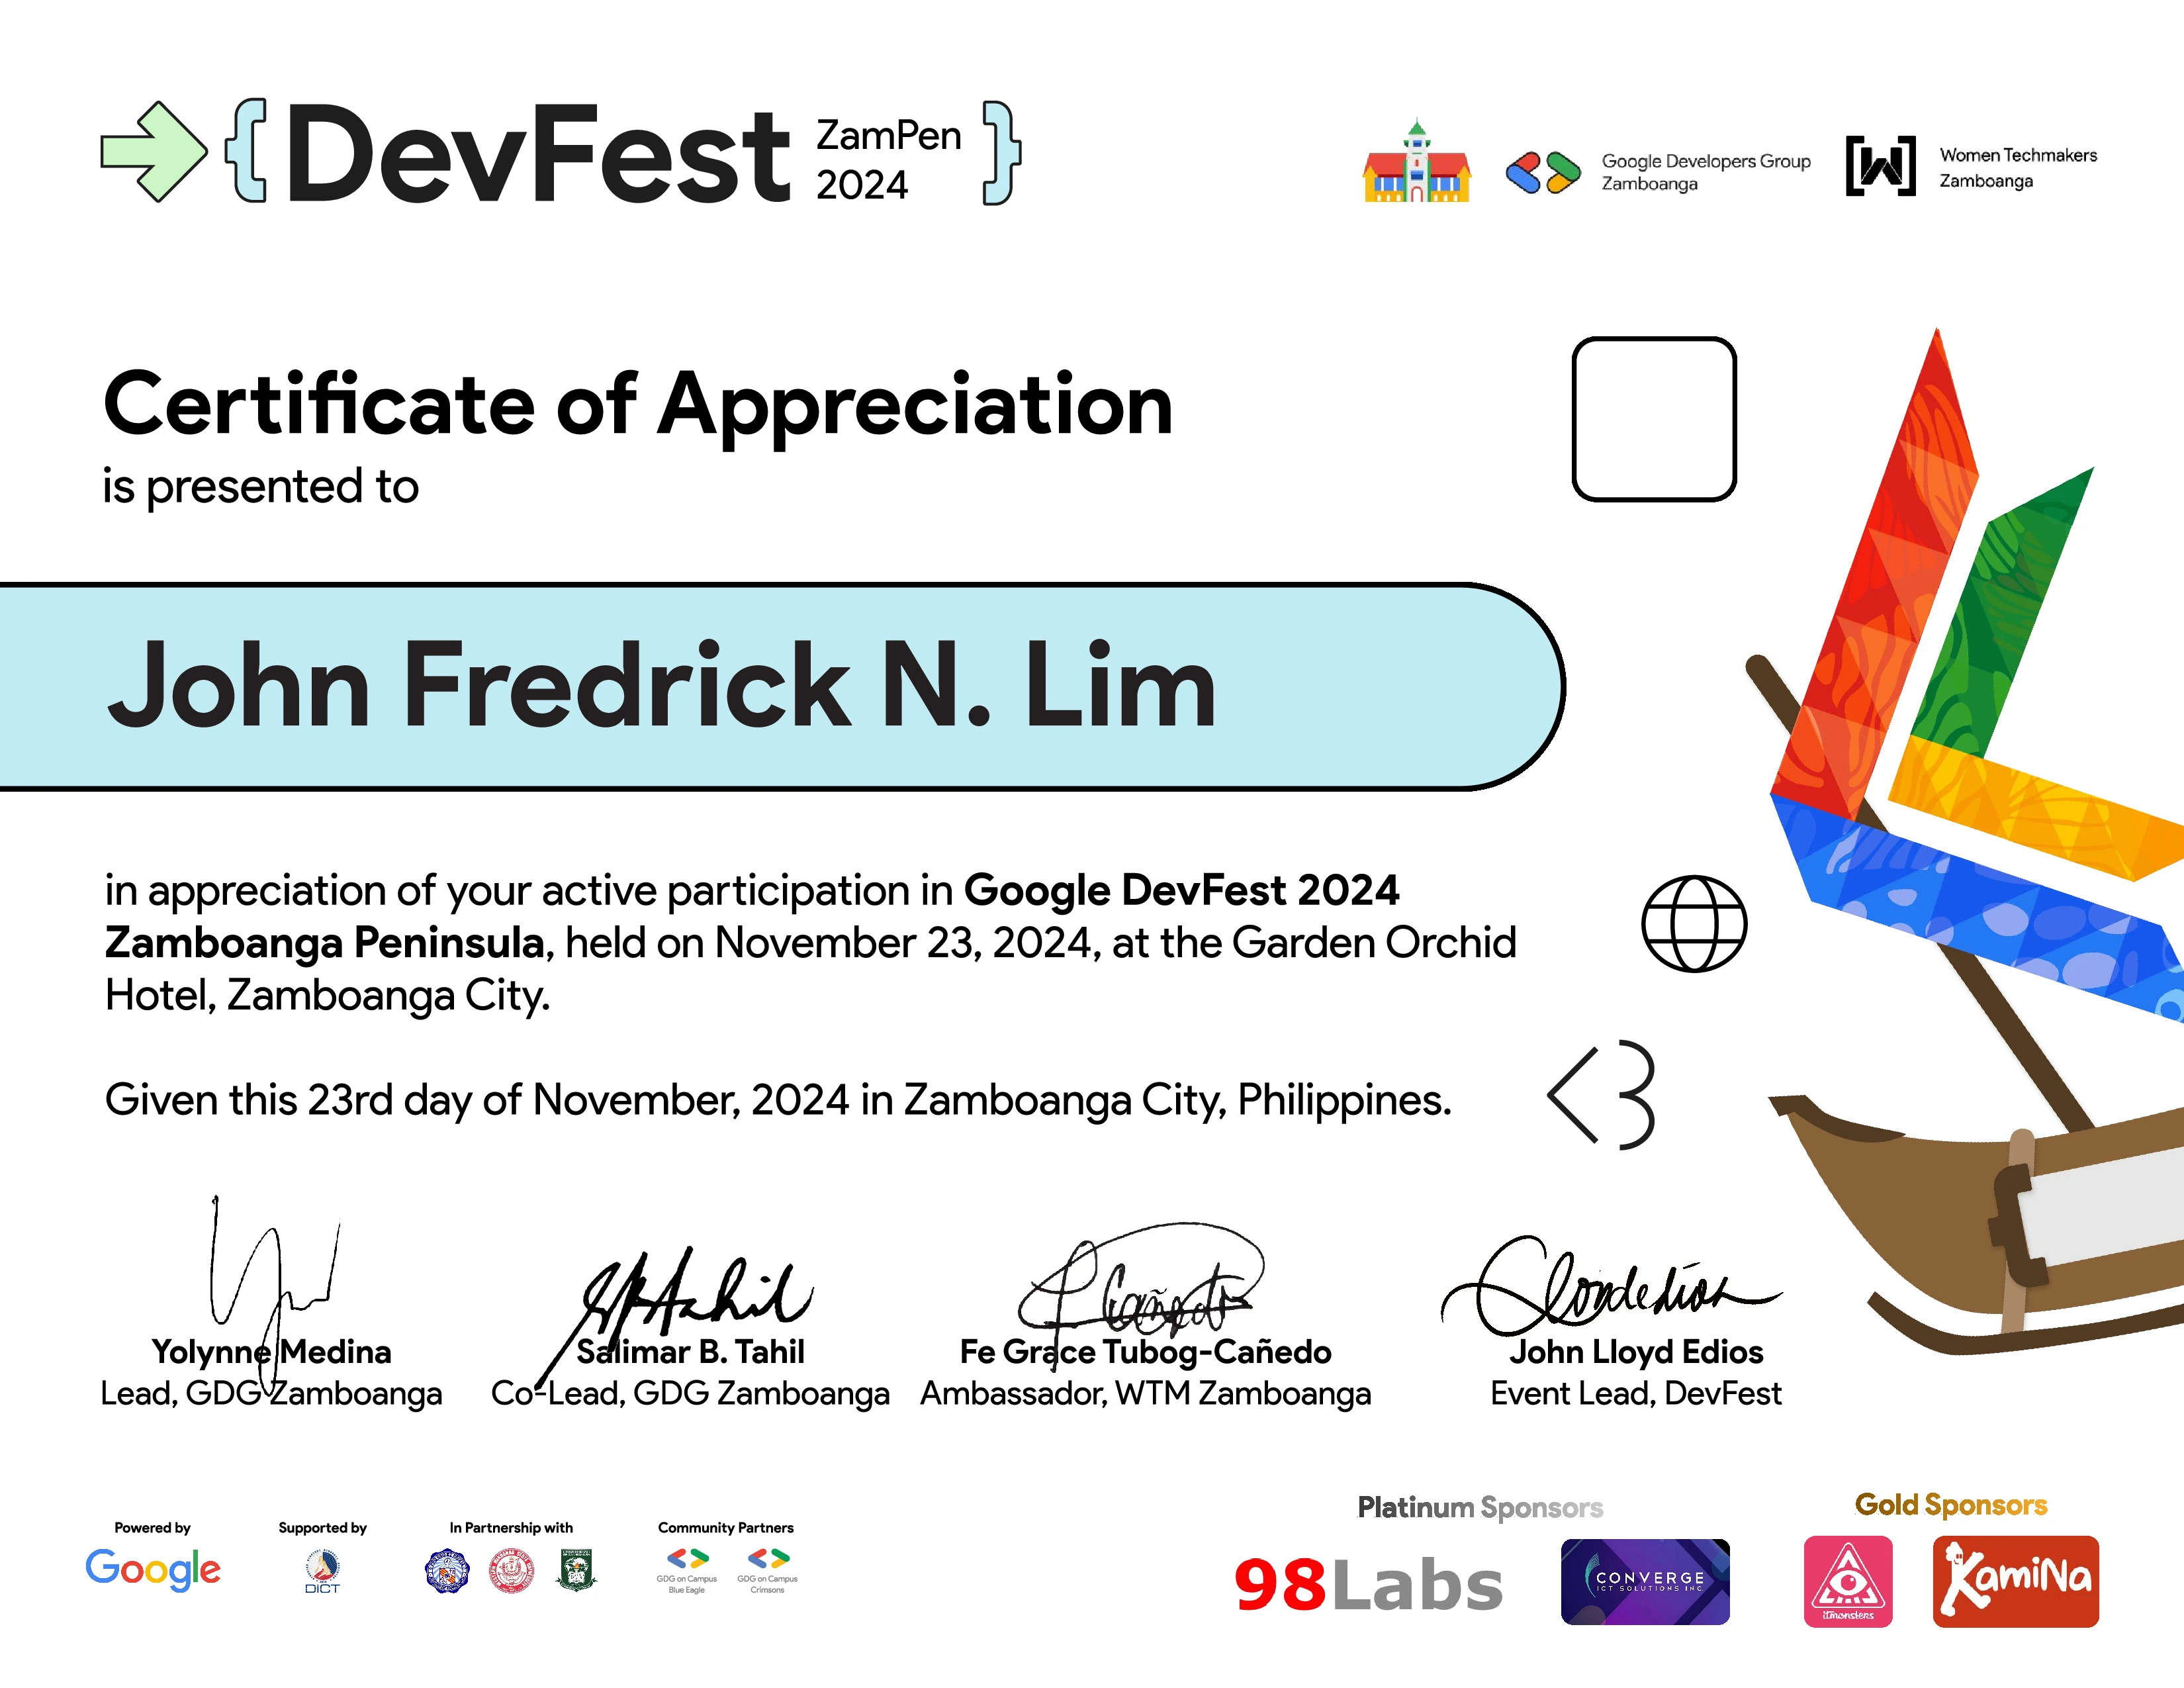 DevFest
ZamPen
2024
Google Developers Group
Zamboanga
Women Techmakers
Zamboanga
Certificate of Appreciation
is presented to
John Fredrick N. Lim
in appreciation of your active participation in Google DevFest 2024
Zamboanga Peninsula, held on November 23, 2024, at the Garden Orchid
Hotel, Zamboanga City.
Given this 23rd day of November, 2024 in Zamboanga City, Philippines.
Yolynne Medina
Lead, GDG Zamboanga
Salimar B. Tahil
Co-Lead, GDG Zamboanga
Fe Grace Tubog-Cañedo
Ambassador, WTM Zamboanga
John Lloyd Edios
Event Lead, DevFest
Powered by
Google
Supported by
DICT
In Partnership with
Community Partners
GDG on Campus
Blue Eagle
GDG on Campus
Crimsons
Platinum Sponsors
98Labs
CONVERGE
ICT SOLUTIONS INC.
Gold Sponsors
itmonsters
KamiNa